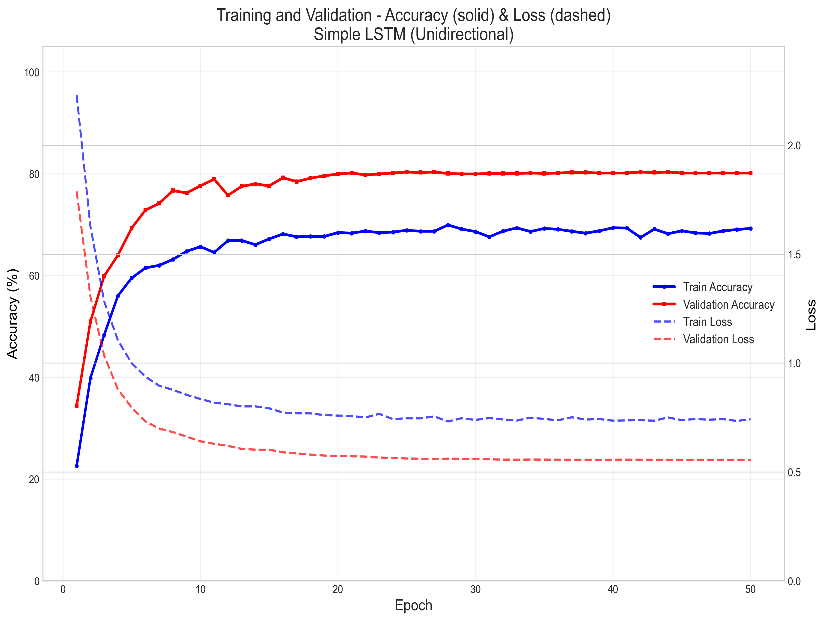 Training and Validation - Accuracy (solid) & Loss (dashed)
Simple LSTM (Unidirectional)
Accuracy (%)
100
80
60
40
20
0
0
10
20
30
40
50
Epoch
2.0
1.5
1.0
0.5
0.0
Loss
Train Accuracy
Validation Accuracy
Train Loss
Validation Loss